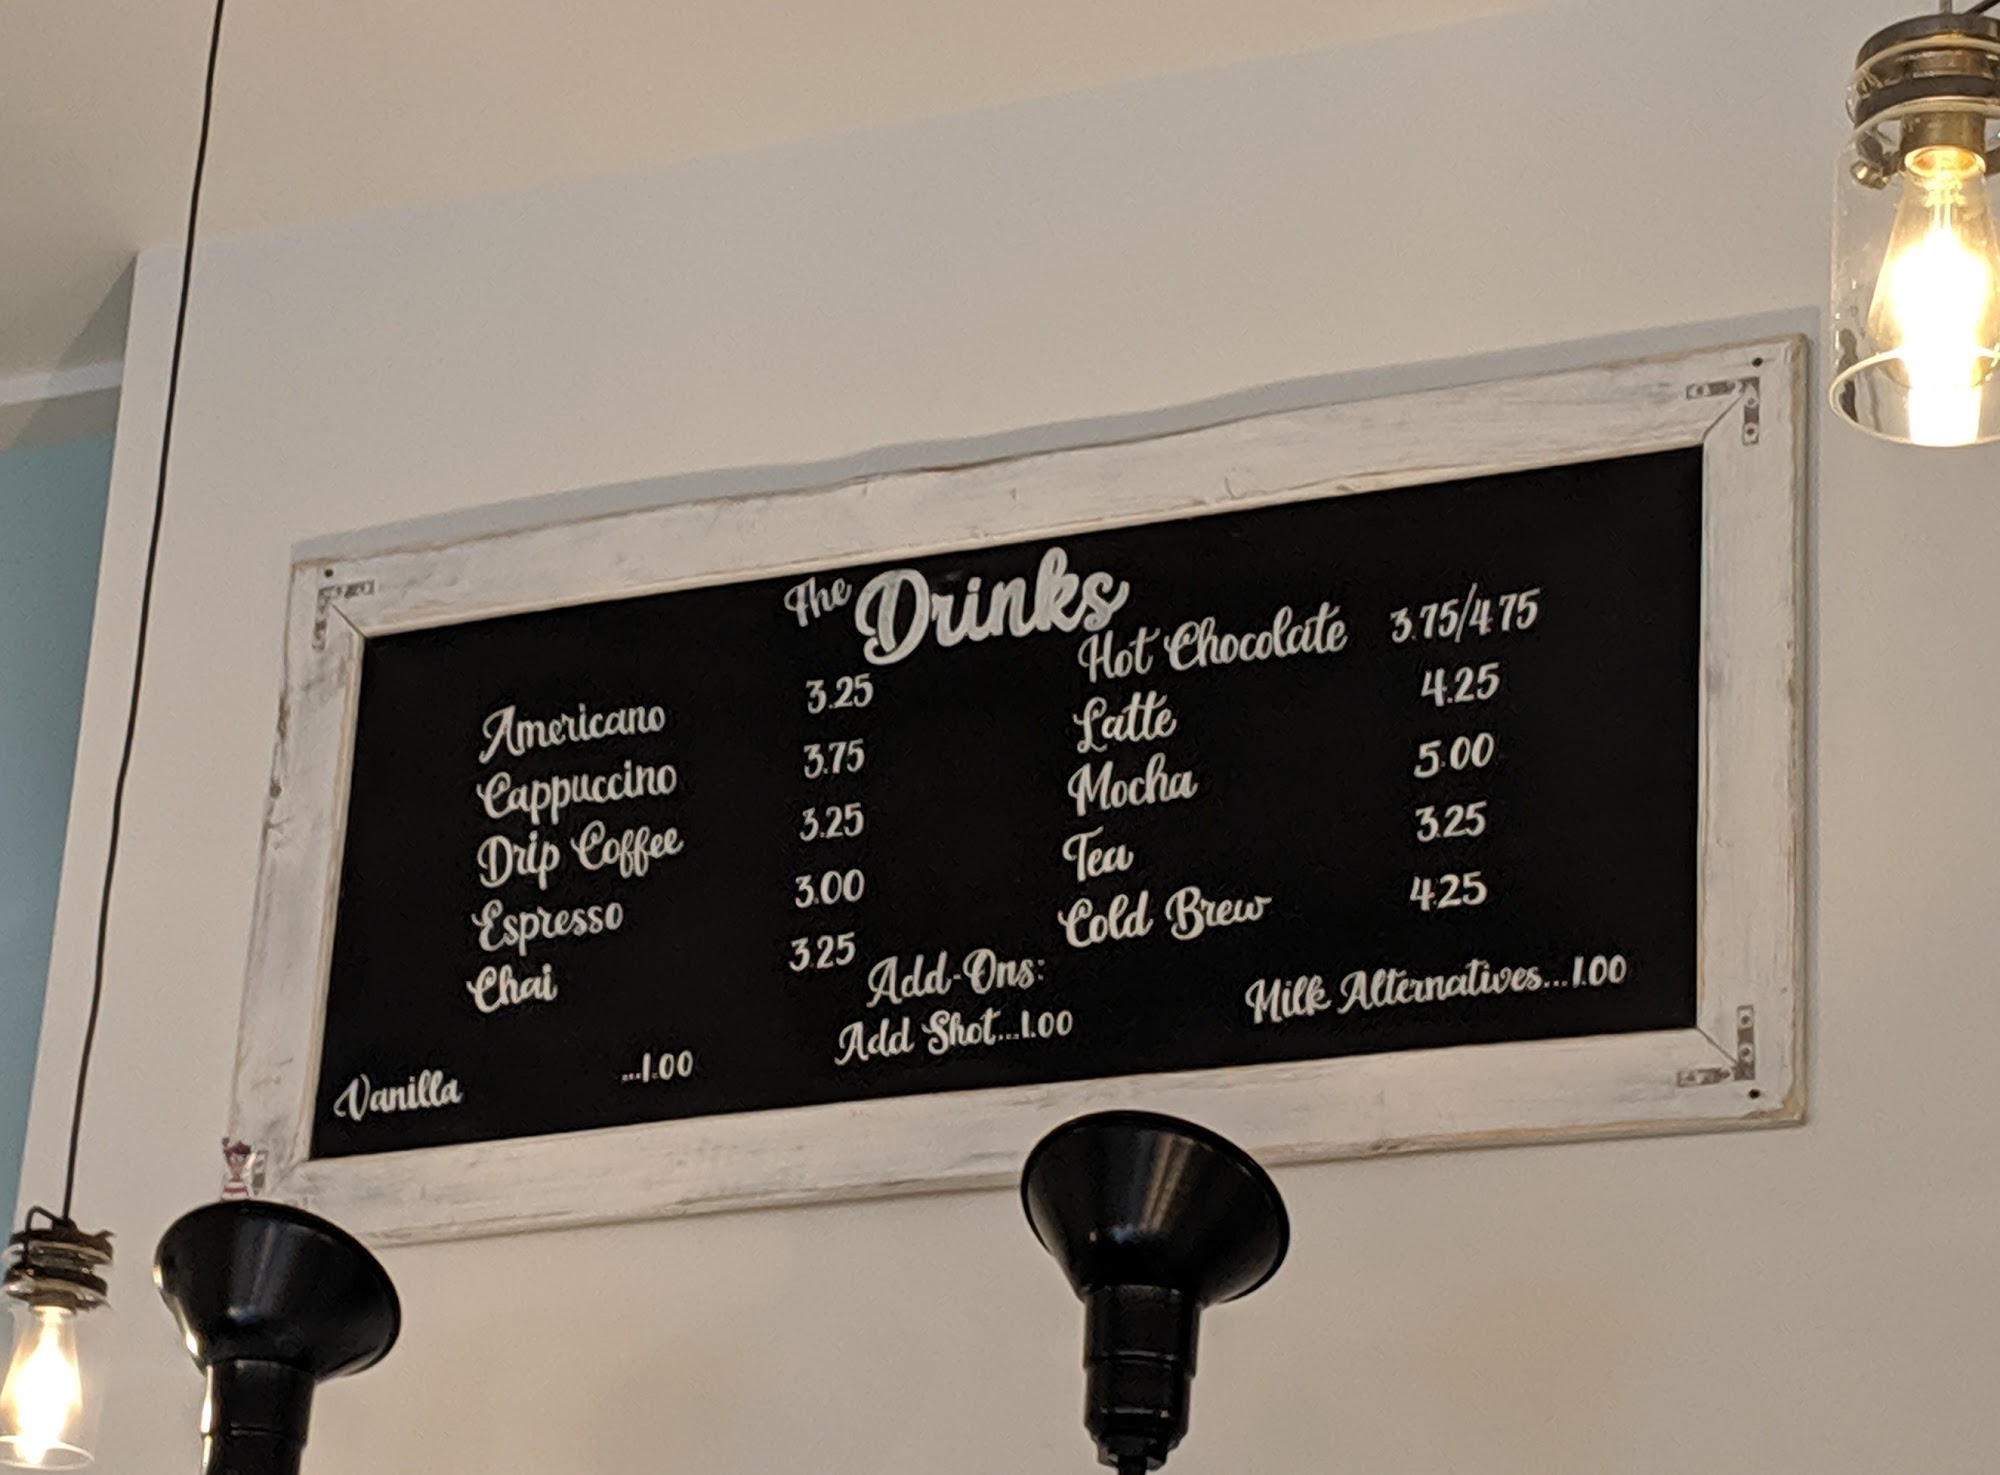 The Drinks
Americano 3.25
Cappuccino 3.75
Drip Coffee 3.25
Espresso 3.00
Chai 3.25
Hot Chocolate 3.75/4.75
Latte 4.25
Mocha 5.00
Tea 3.25
Cold Brew 4.25
Add-Ons:
Vanilla ...1.00
Add Shot...1.00
Milk Alternatives...1.00